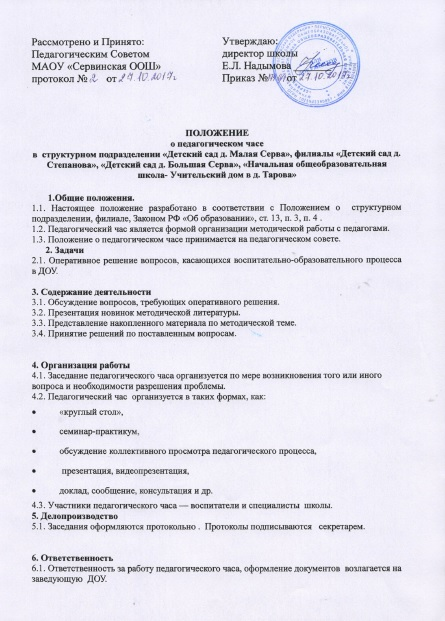 Рассмотрено и Принято:
Педагогическим Советом
МАОУ «Сервинская ООШ»
протокол № 2 от 27.10.2017г
Утверждаю:
директор школы
Е.Л. Надымова
Приказ № от 27.10.2017г.
ПОЛОЖЕНИЕ
о педагогическом часе
в структурном подразделении «Детский сад д. Малая Серва», филиалы «Детский сад д.
Степанова», «Детский сад д. Большая Серва», «Начальная общеобразовательная
школа- Учительский дом в д. Тарова»
1.Общие положения.
1.1. Настоящее положение разработано в соответствии с Положением о структурном
подразделении, филиале, Законом РФ «Об образовании», ст. 13, п. 3, п. 4 .
1.2. Педагогический час является формой организации методической работы с педагогами.
1.3. Положение о педагогическом часе принимается на педагогическом совете.
2. Задачи
2.1. Оперативное решение вопросов, касающихся воспитательно-образовательного процесса
в ДОУ.
3. Содержание деятельности
3.1. Обсуждение вопросов, требующих оперативного решения.
3.2. Презентация новинок методической литературы.
3.3. Представление накопленного материала по методической теме.
3.4. Принятие решений по поставленным вопросам.
4. Организация работы
4.1. Заседание педагогического часа организуется по мере возникновения того или иного
вопроса и необходимости разрешения проблемы.
4.2. Педагогический час организуется в таких формах, как:
• «круглый стол»,
• семинар-практикум,
• обсуждение коллективного просмотра педагогического процесса,
• презентация, видеопрезентация,
• доклад, сообщение, консультация и др.
4.3. Участники педагогического часа — воспитатели и специалисты школы.
5. Делопроизводство
5.1. Заседания оформляются протокольно . Протоколы подписываются секретарем.
6. Ответственность
6.1. Ответственность за работу педагогического часа, оформление документов возлагается на
заведующую ДОУ.